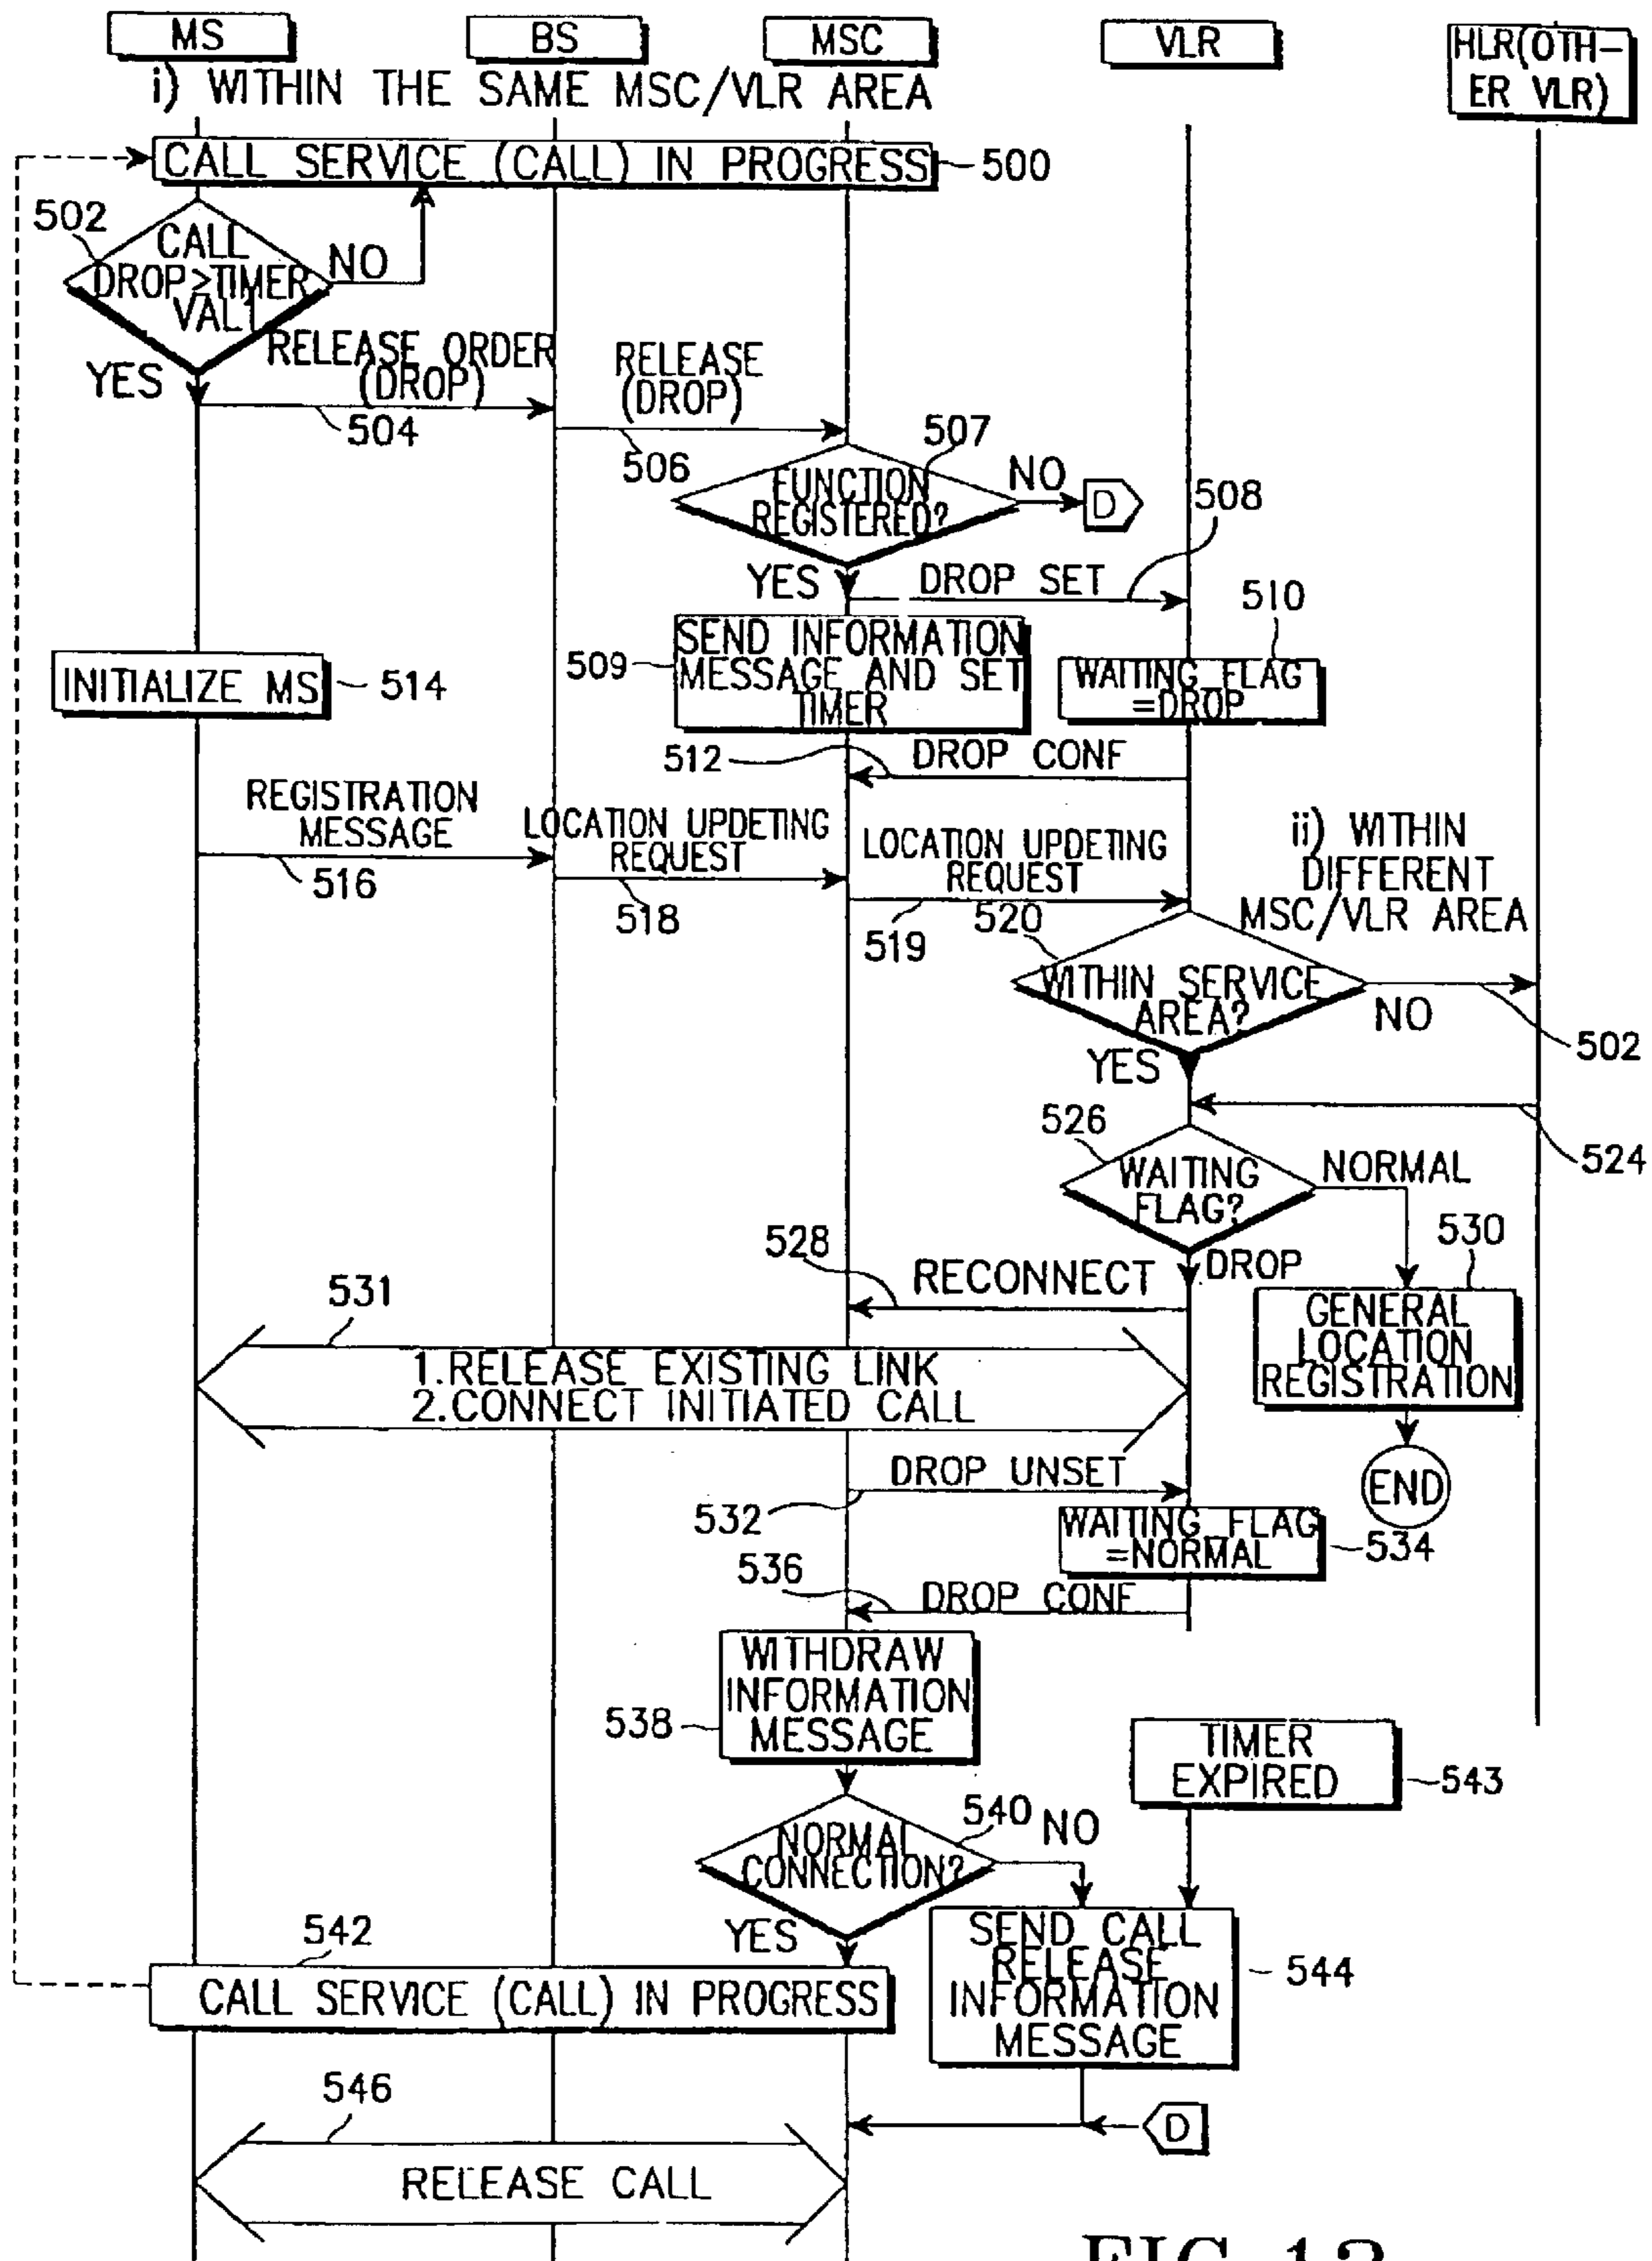 MS
BS
MSC
VLR
HLR(OTH-
ER VLR)
i) WITHIN THE SAME MSC/VLR AREA
CALL SERVICE (CALL) IN PROGRESS
500
502
CALL
DROP>TIMER
VAL1
NO
YES
RELEASE ORDER
(DROP)
504
RELEASE
(DROP)
506
507
FUNCTION
REGISTERED?
NO
D
508
YES
DROP SET
510
509
SEND INFORMATION
MESSAGE AND SET
TIMER
WAITING_FLAG
=DROP
INITIALIZE MS
514
512
DROP CONF
REGISTRATION
MESSAGE
516
LOCATION UPDETING
REQUEST
518
LOCATION UPDETING
REQUEST
519
ii) WITHIN
DIFFERENT
MSC/VLR AREA
520
WITHIN SERVICE
AREA?
NO
502
YES
524
526
WAITING
FLAG?
NORMAL
DROP
528
RECONNECT
530
GENERAL
LOCATION
REGISTRATION
END
531
1.RELEASE EXISTING LINK
2.CONNECT INITIATED CALL
DROP UNSET
532
WAITING_FLAG
=NORMAL
534
536
DROP CONF
WITHDRAW
INFORMATION
MESSAGE
538
TIMER
EXPIRED
543
540
NORMAL
CONNECTION?
NO
YES
542
CALL SERVICE (CALL) IN PROGRESS
SEND CALL
RELEASE
INFORMATION
MESSAGE
544
D
546
RELEASE CALL